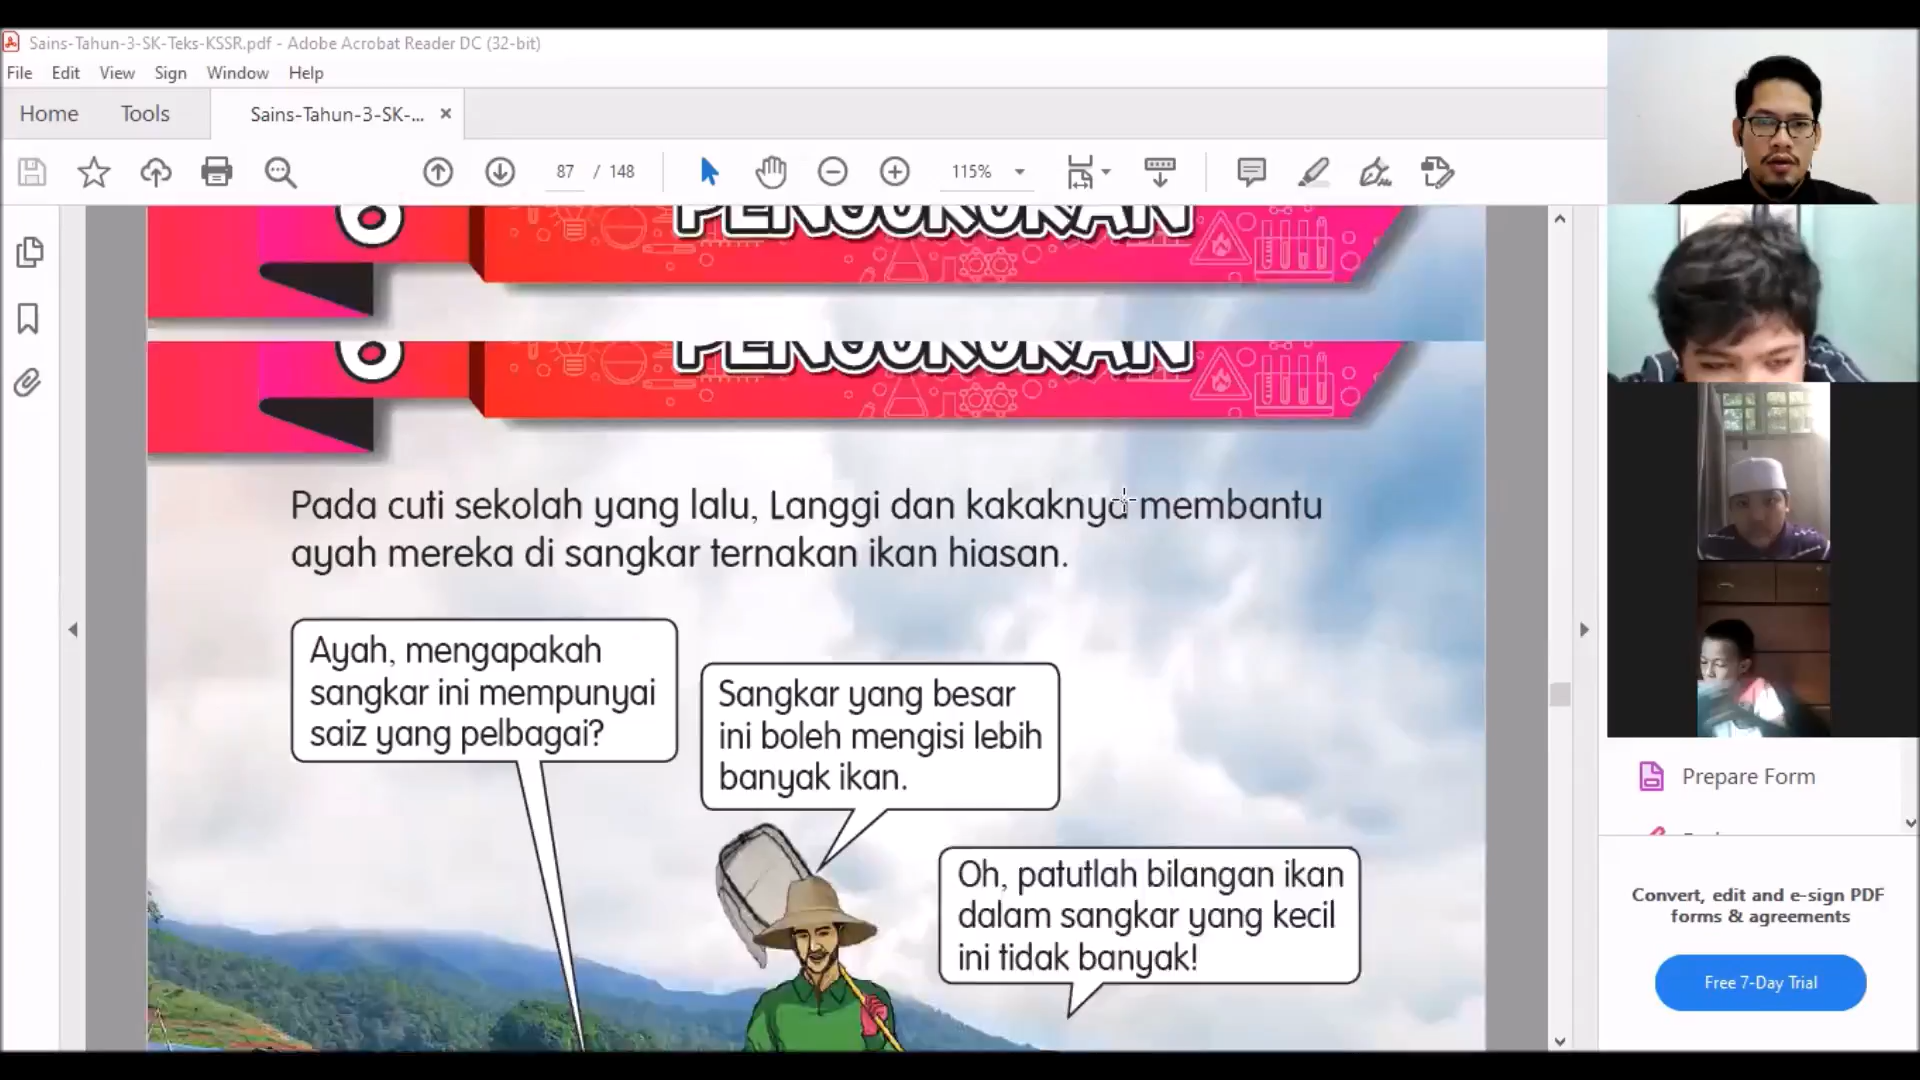 Sains-Tahun-3-SK-Teks-KSSR.pdf - Adobe Acrobat Reader DC (32-bit)
File Edit View Sign Window Help
Home Tools Sains-Tahun-3-SK-... ×
87 / 148 115%
6 PENGUKURAN
6 PENGUKURAN
Pada cuti sekolah yang lalu, Langgi dan kakaknya membantu
ayah mereka di sangkar ternakan ikan hiasan.
Ayah, mengapakah
sangkar ini mempunyai
saiz yang pelbagai?
Sangkar yang besar
ini boleh mengisi lebih
banyak ikan.
Oh, patutlah bilangan ikan
dalam sangkar yang kecil
ini tidak banyak!
Prepare Form
Convert, edit and e-sign PDF
forms & agreements
Free 7-Day Trial